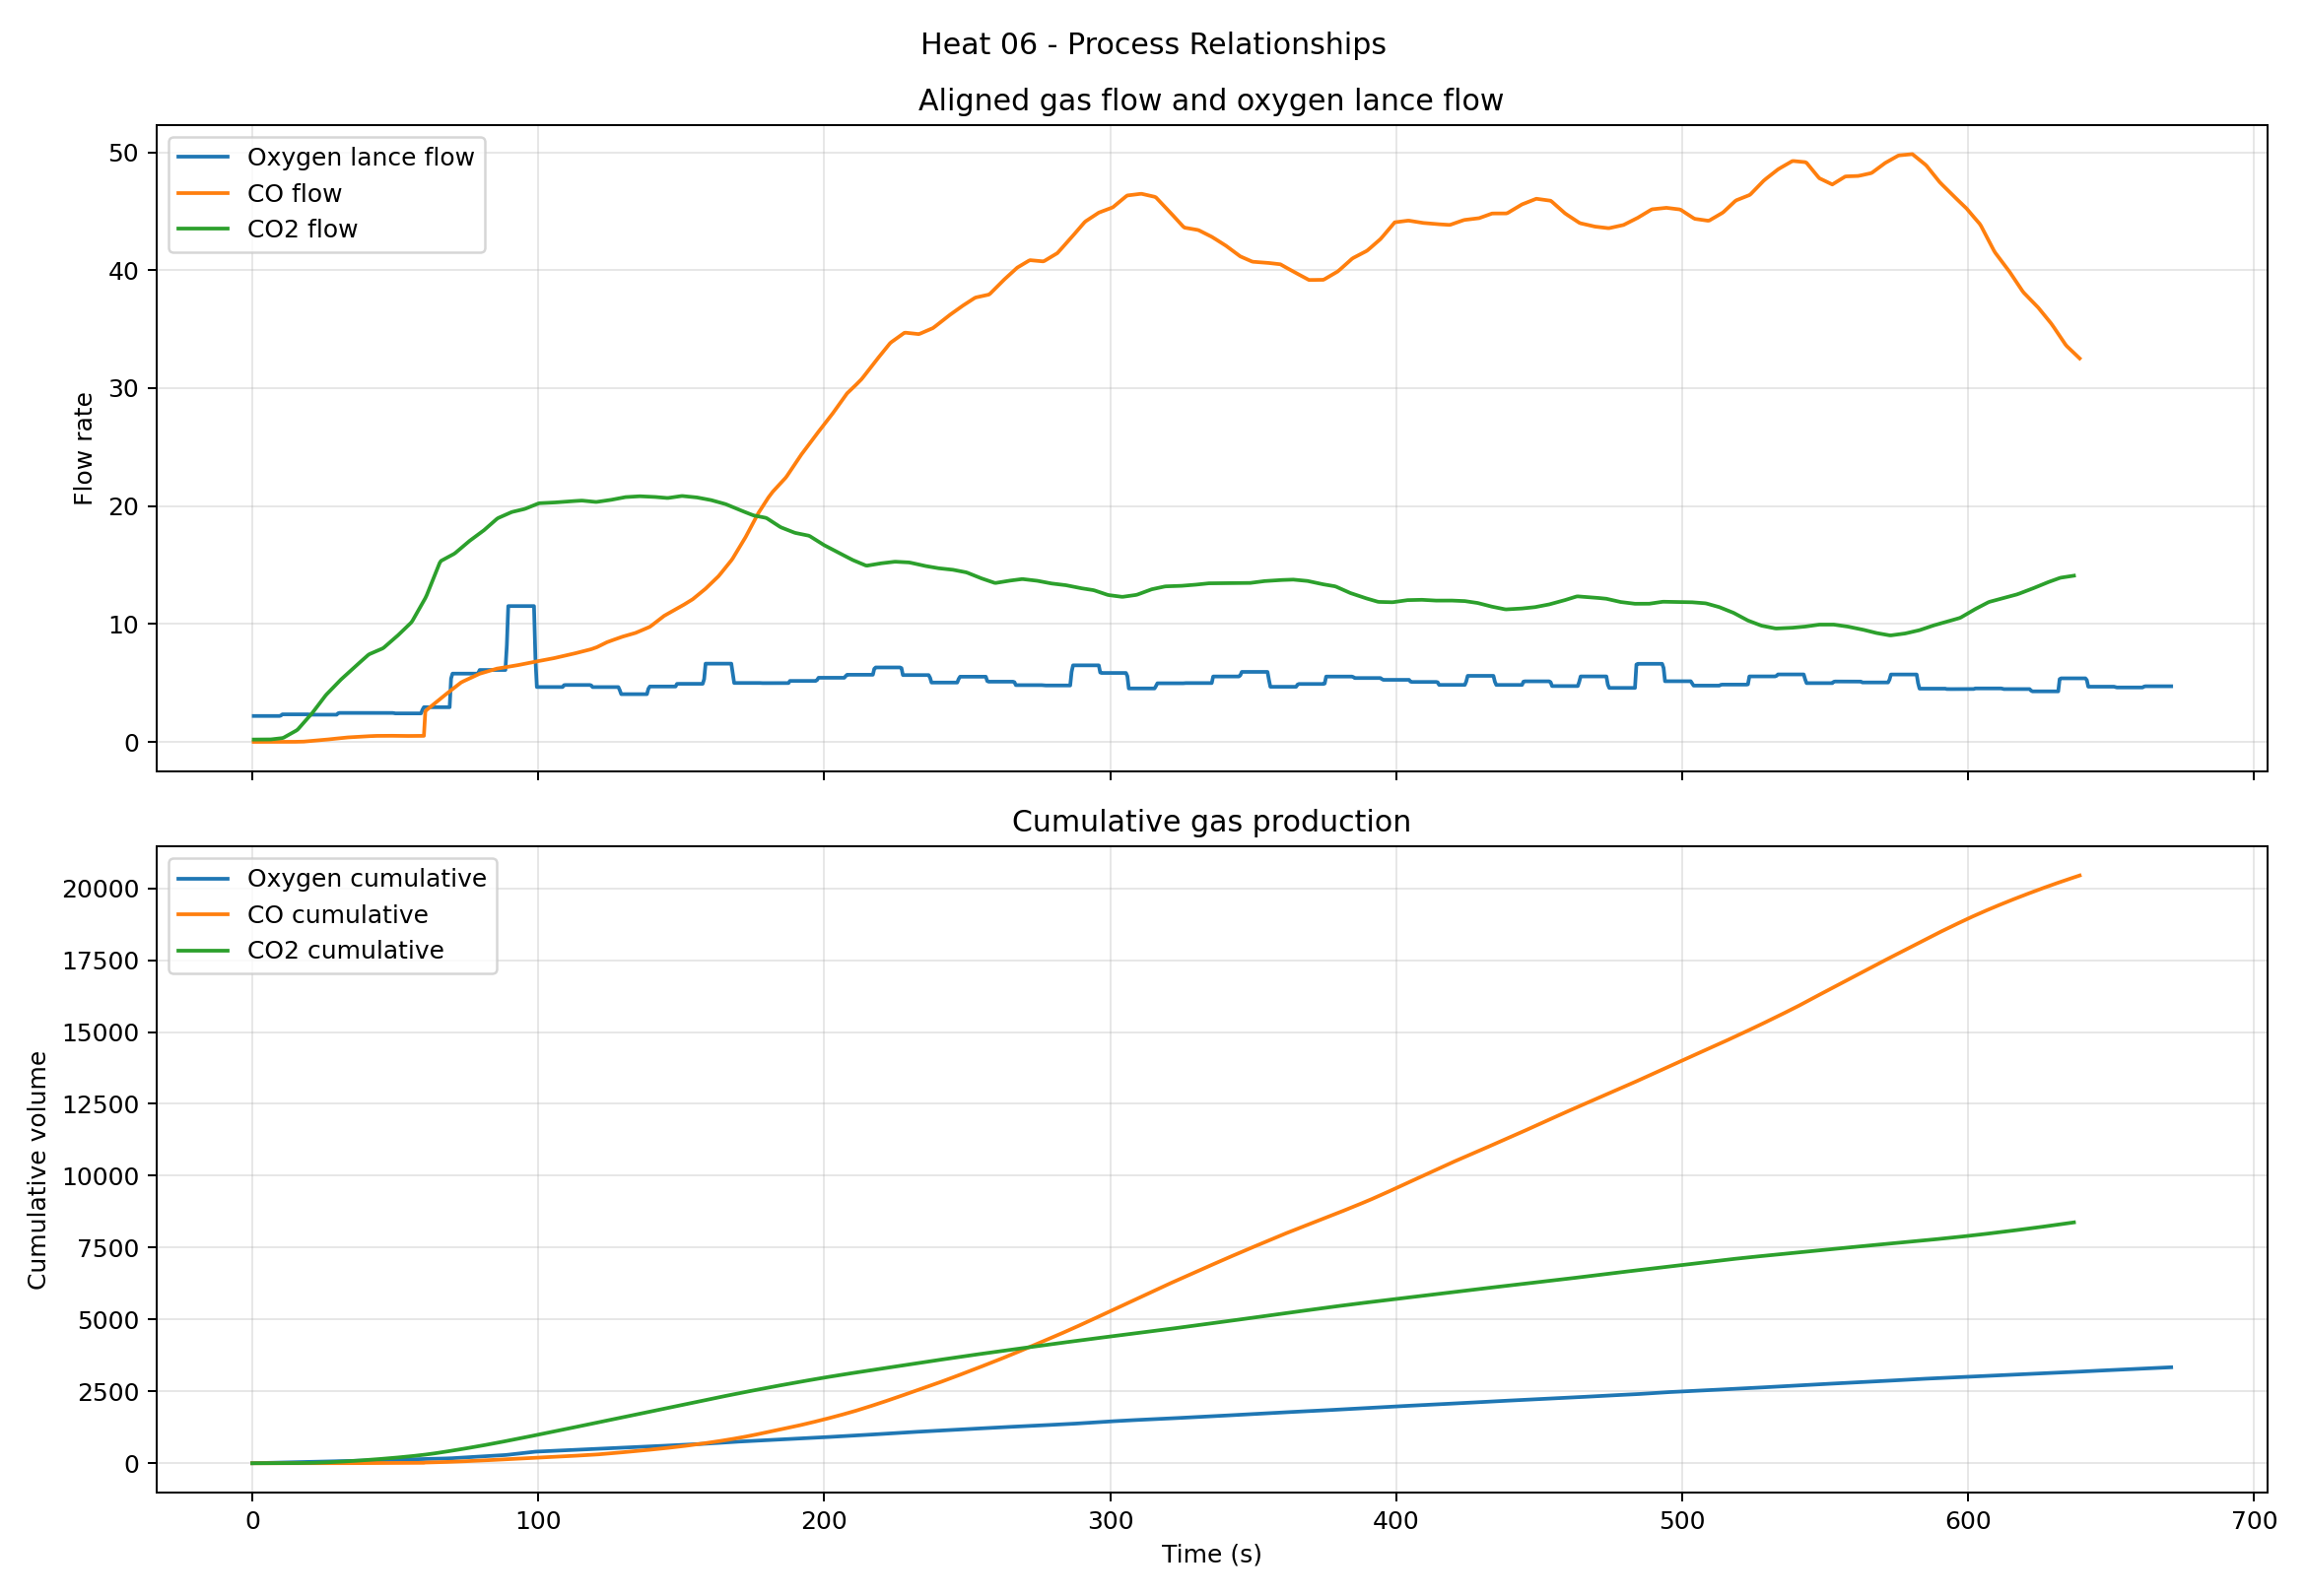 Heat 06 - Process Relationships
Aligned gas flow and oxygen lance flow
Oxygen lance flow
CO flow
CO2 flow
50
40
30
20
10
0
Flow rate
Cumulative gas production
Oxygen cumulative
CO cumulative
CO2 cumulative
20000
17500
15000
12500
10000
7500
5000
2500
0
Cumulative volume
0 100 200 300 400 500 600 700
Time (s)